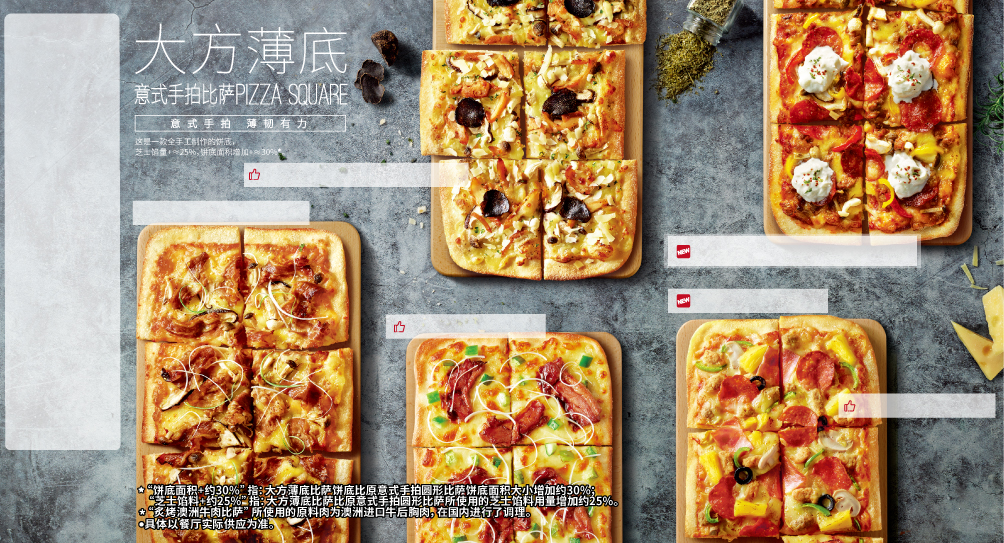 大方薄底
意式手拍比萨PIZZA SQUARE
意式手拍 薄韧有力
这是一款全手工制作的饼底，
芝士馅量+≈25%，饼底面积增加+≈30%*
NEW
NEW
*“饼底面积+约30%” 指：大方薄底比萨饼底比原意式手拍圆形比萨饼底面积大小增加约30%；
“芝士馅料+约25%” 指：大方薄底比萨比原意式手拍圆形比萨所使用的芝士馅料用量增加约25%。
*“炙烤澳洲牛肉比萨” 所使用的原料肉为澳洲进口牛后胸肉，在国内进行了调理。
●具体以餐厅实际供应为准。